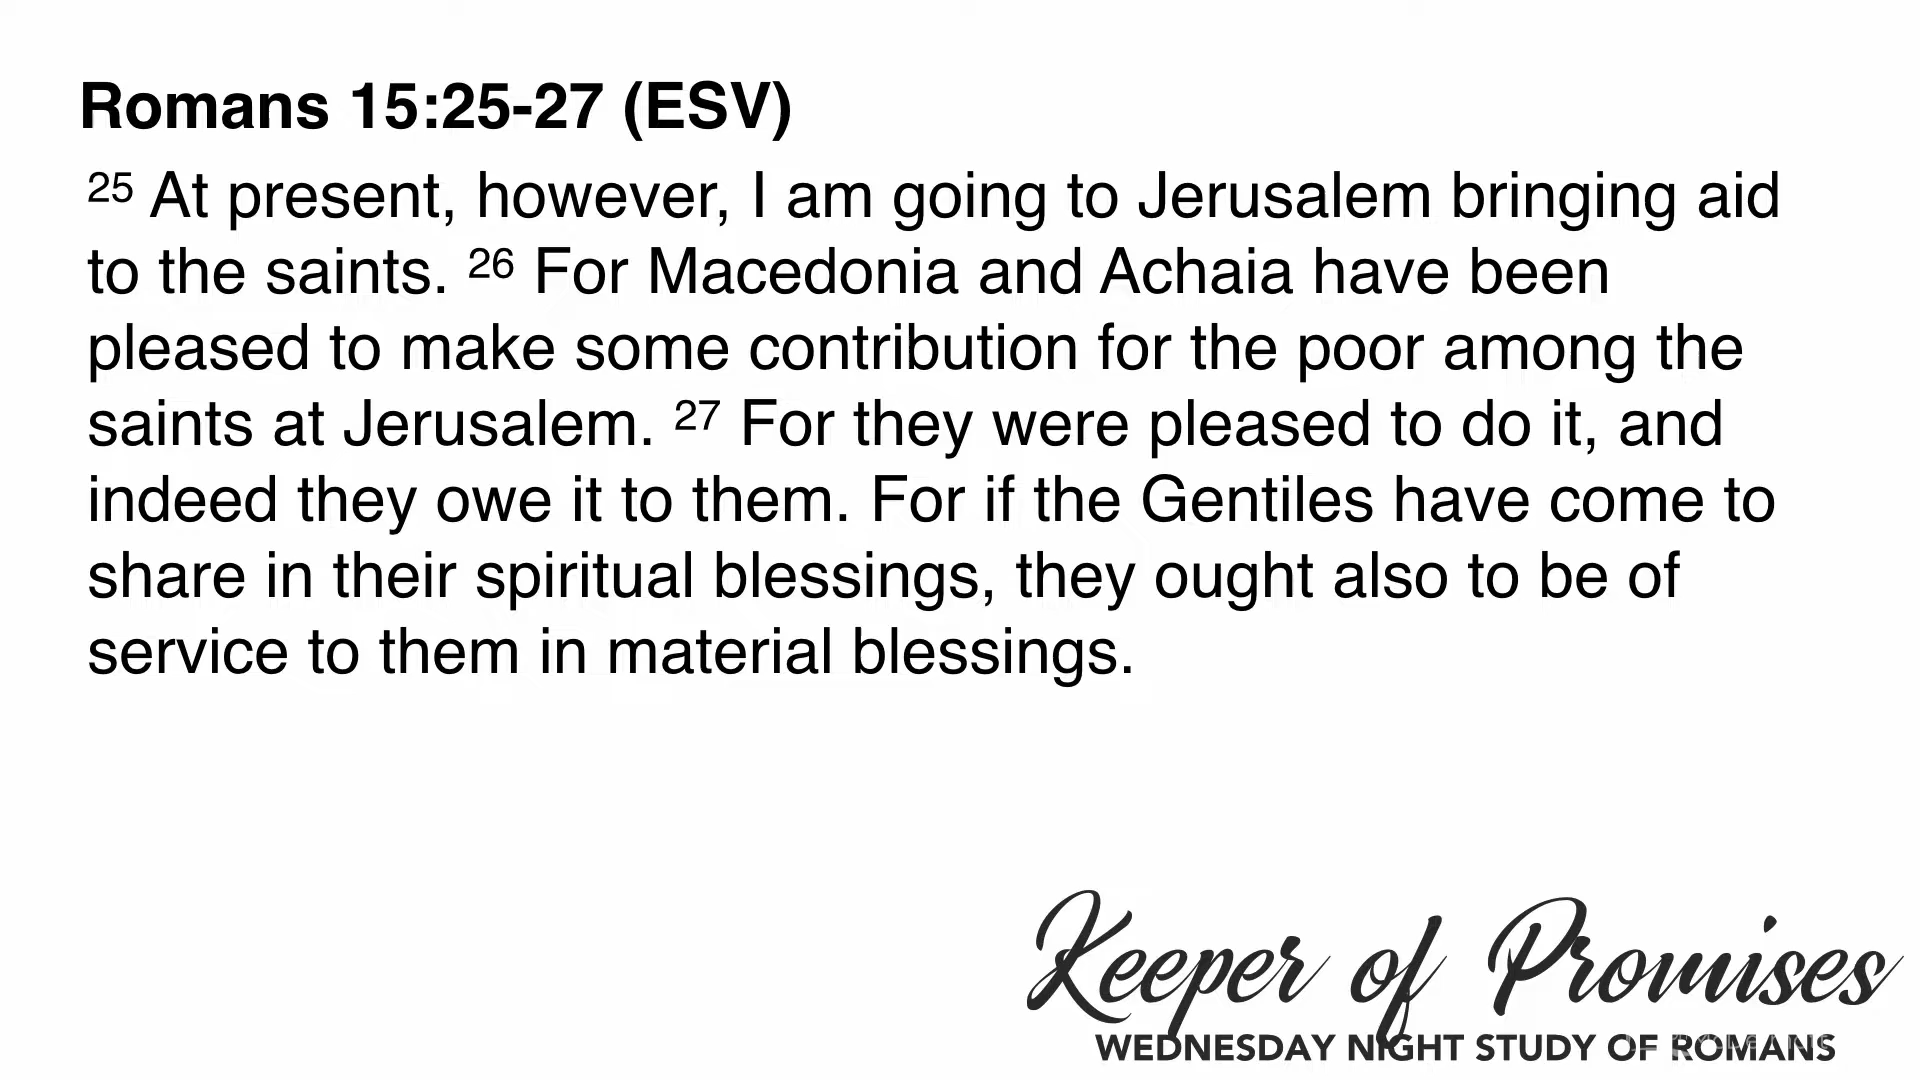 Romans 15:25-27 (ESV)
25 At present, however, I am going to Jerusalem bringing aid
to the saints. 26 For Macedonia and Achaia have been
pleased to make some contribution for the poor among the
saints at Jerusalem. 27 For they were pleased to do it, and
indeed they owe it to them. For if the Gentiles have come to
share in their spiritual blessings, they ought also to be of
service to them in material blessings.
Keeper of Promises
WEDNESDAY NIGHT STUDY OF ROMANS